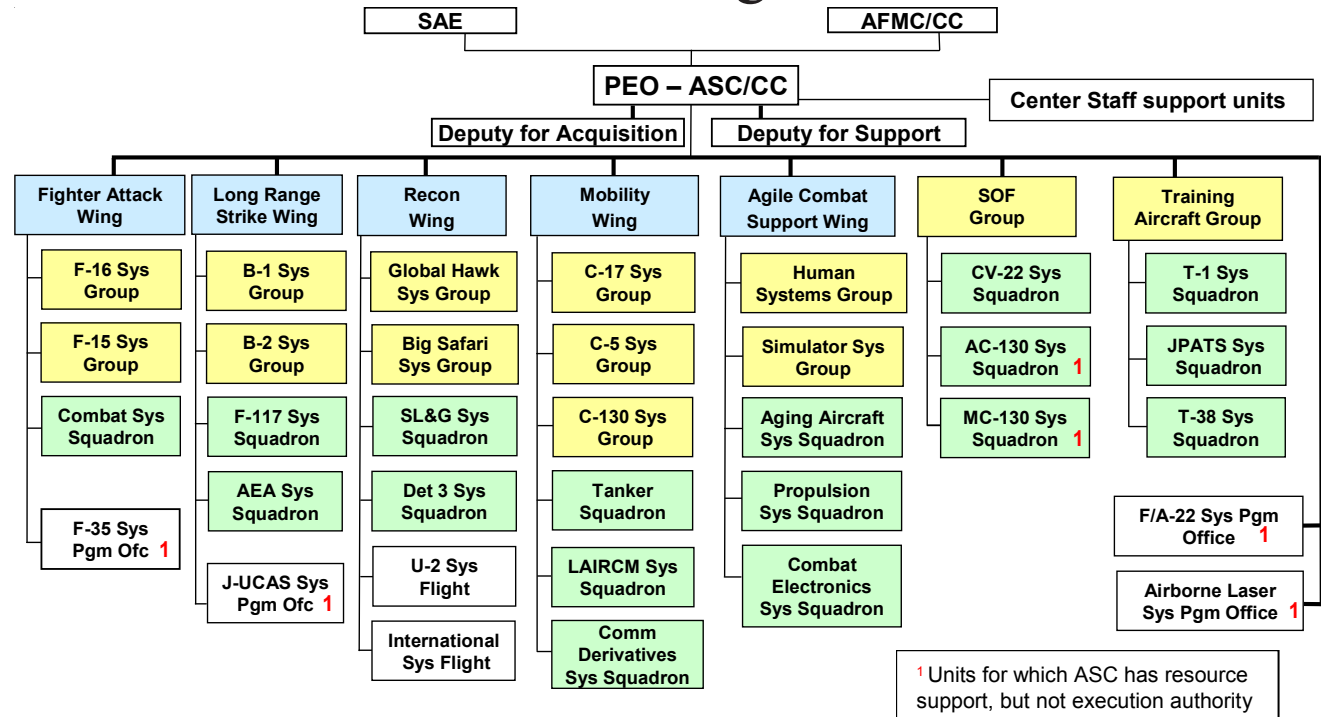 SAE
AFMC/CC
PEO – ASC/CC
Center Staff support units
Deputy for Acquisition
Deputy for Support
Fighter Attack
Wing
F-16 Sys
Group
F-15 Sys
Group
Combat Sys
Squadron
F-35 Sys
Pgm Ofc 1
Long Range
Strike Wing
B-1 Sys
Group
B-2 Sys
Group
F-117 Sys
Squadron
AEA Sys
Squadron
J-UCAS Sys
Pgm Ofc 1
Recon
Wing
Global Hawk
Sys Group
Big Safari
Sys Group
SL&G Sys
Squadron
Det 3 Sys
Squadron
U-2 Sys
Flight
International
Sys Flight
Mobility
Wing
C-17 Sys
Group
C-5 Sys
Group
C-130 Sys
Group
Tanker
Squadron
LAIRCM Sys
Squadron
Comm
Derivatives
Sys Squadron
Agile Combat
Support Wing
Human
Systems Group
Simulator Sys
Group
Aging Aircraft
Sys Squadron
Propulsion
Sys Squadron
Combat
Electronics
Sys Squadron
SOF
Group
CV-22 Sys
Squadron
AC-130 Sys
Squadron 1
MC-130 Sys
Squadron 1
Training
Aircraft Group
T-1 Sys
Squadron
JPATS Sys
Squadron
T-38 Sys
Squadron
F/A-22 Sys Pgm
Office 1
Airborne Laser
Sys Pgm Office 1
1 Units for which ASC has resource
support, but not execution authority